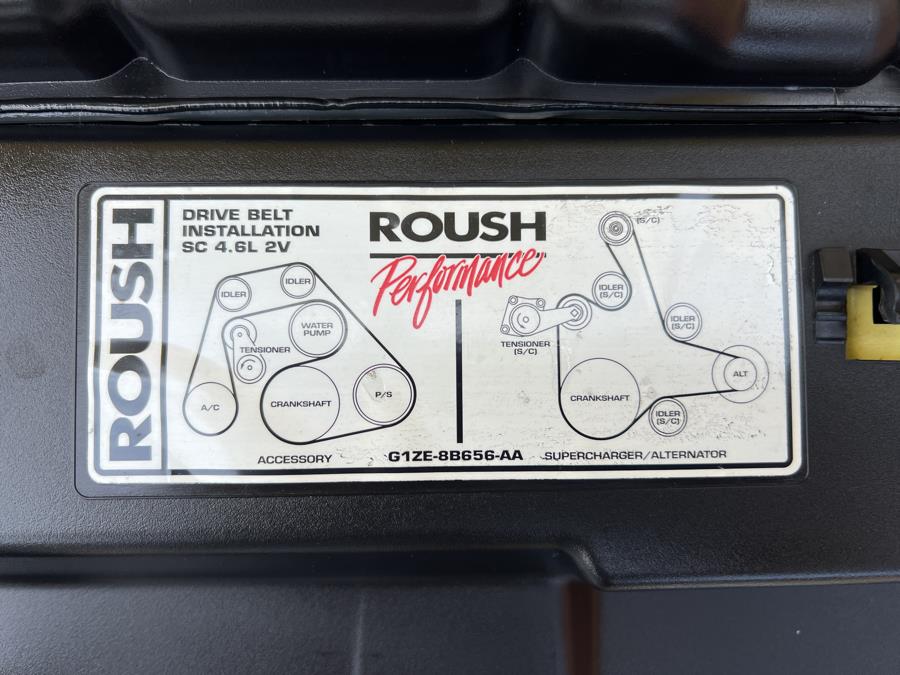 ROUSH
DRIVE BELT
INSTALLATION
SC 4.6L 2V
ROUSH
Performance
IDLER
IDLER
WATER
PUMP
TENSIONER
A/C
CRANKSHAFT
P/S
ACCESSORY
G1ZE-8B656-AA
(S/C)
IDLER
(S/C)
IDLER
(S/C)
TENSIONER
(S/C)
ALT
CRANKSHAFT
IDLER
(S/C)
SUPERCHARGER/ALTERNATOR